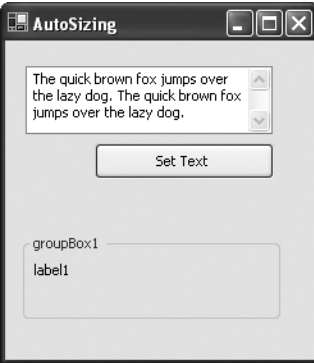 AutoSizing
The quick brown fox jumps over
the lazy dog. The quick brown fox
jumps over the lazy dog.
Set Text
groupBox1
label1